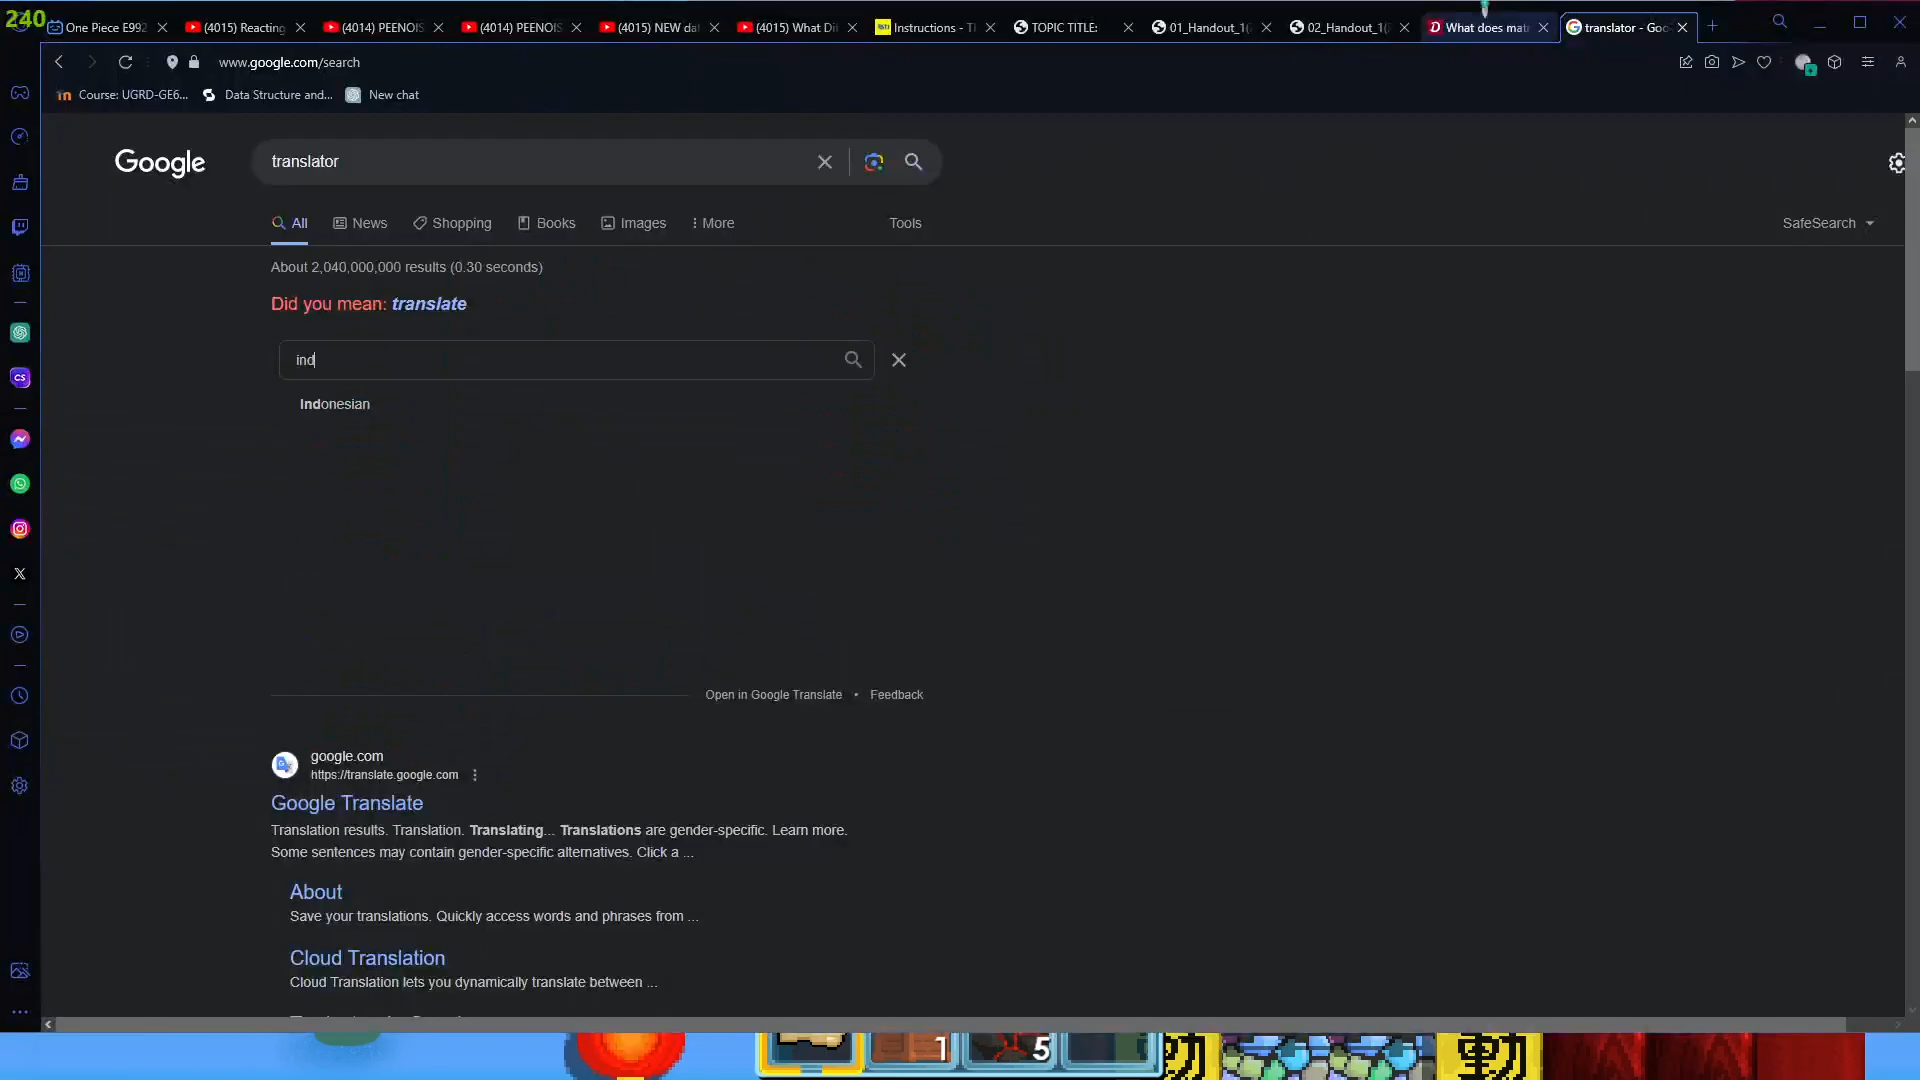 240
One Piece E992
(4015) Reacting
(4014) PEENOIS
(4014) PEENOIS
(4015) NEW dat
(4015) What Dif
Instructions - Th
TOPIC TITLE:
01_Handout_1(
02_Handout_1(
What does mat
translator - Goo
www.google.com/search
Course: UGRD-GE6...
Data Structure and...
New chat
Google
translator
All
News
Shopping
Books
Images
More
Tools
SafeSearch
About 2,040,000,000 results (0.30 seconds)
Did you mean: translate
ind
Indonesian
Open in Google Translate • Feedback
google.com
https://translate.google.com
Google Translate
Translation results. Translation. Translating... Translations are gender-specific. Learn more.
Some sentences may contain gender-specific alternatives. Click a ...
About
Save your translations. Quickly access words and phrases from ...
Cloud Translation
Cloud Translation lets you dynamically translate between ...
CS
1
5
動
動